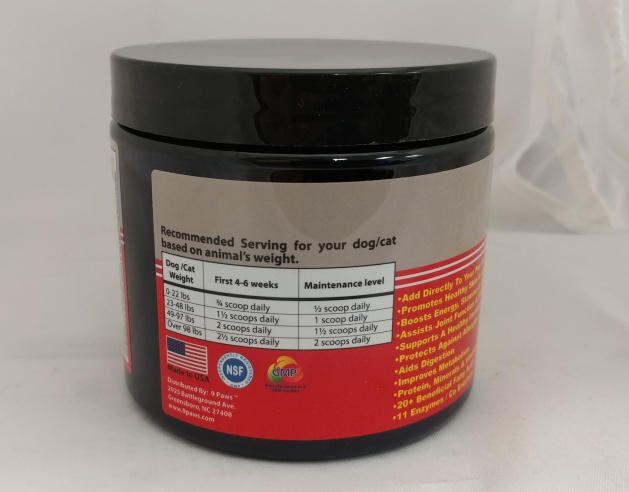 Recommended Serving for your dog/cat
based on animal's weight.
Dog /Cat Weight First 4-6 weeks Maintenance level
0-22 lbs ¾ scoop daily ½ scoop daily
23-48 lbs 1½ scoops daily 1 scoop daily
49-97 lbs 2 scoops daily 1½ scoops daily
Over 98 lbs 2½ scoops daily 2 scoops daily
Made In USA
NSF
GMP
Distributed By: 9 Paws™
2925 Battleground Ave.
Greensboro, NC 27408
www.9paws.com
•Add Directly To Your
•Promotes Healthy
•Boosts Energy,
•Assists Joint
•Supports A Healthy
•Protects Against
•Aids Digestion
•Improves Metabolism
•Protein, Minerals
•20+ Beneficial
•11 Enzymes / Co